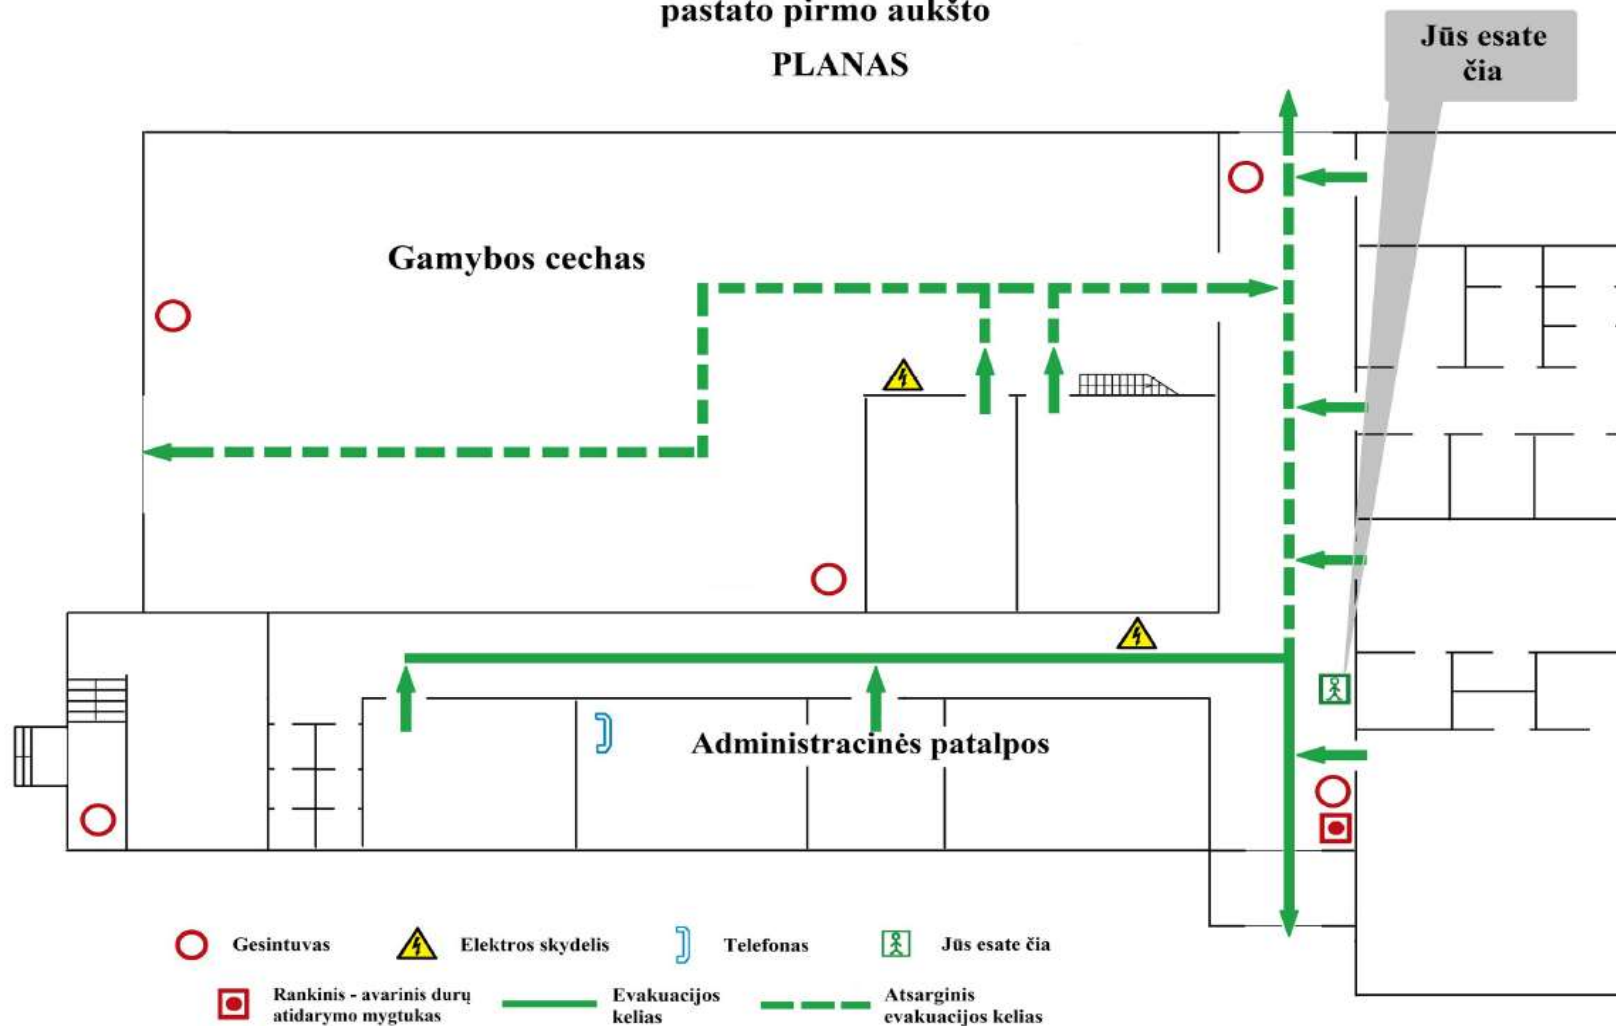 pastato pirmo aukšto
PLANAS
Jūs esate
čia
Gamybos cechas
Administracinės patalpos
Gesintuvas
Elektros skydelis
Telefonas
Jūs esate čia
Rankinis - avarinis durų
atidarymo mygtukas
Evakuacijos
kelias
Atsarginis
evakuacijos kelias